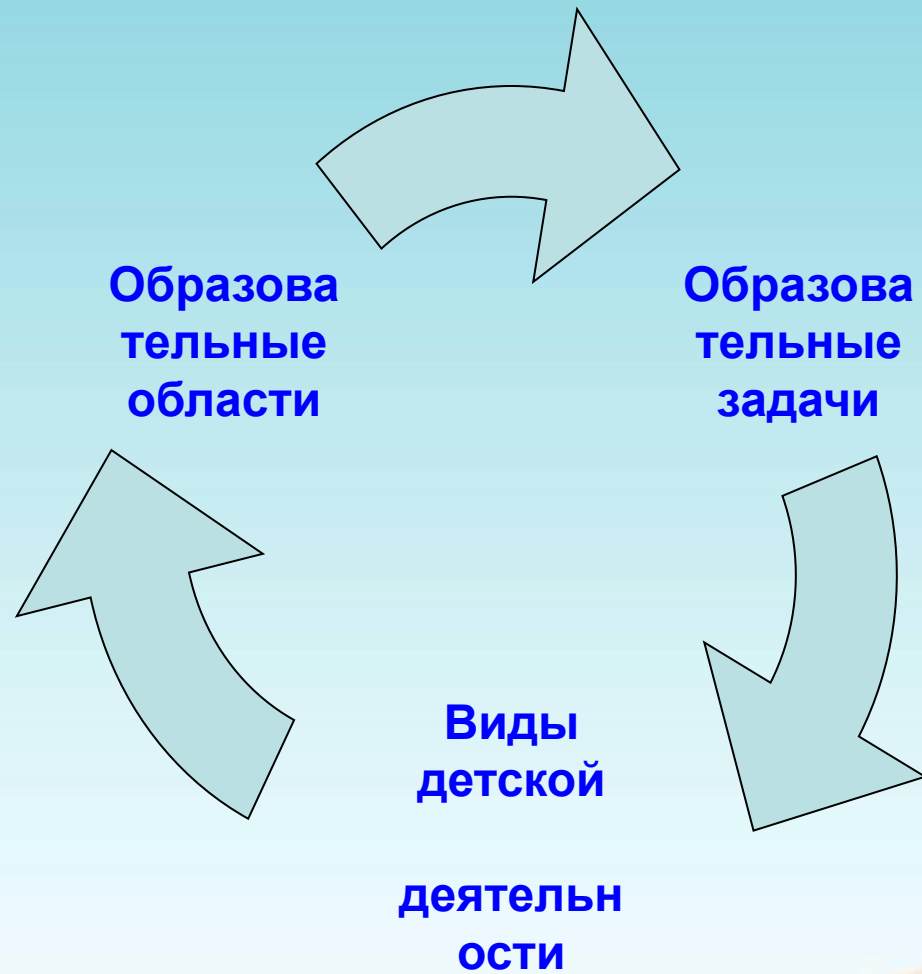 Образова
тельные
области
Образова
тельные
задачи
Виды
детской
деятельн
ости